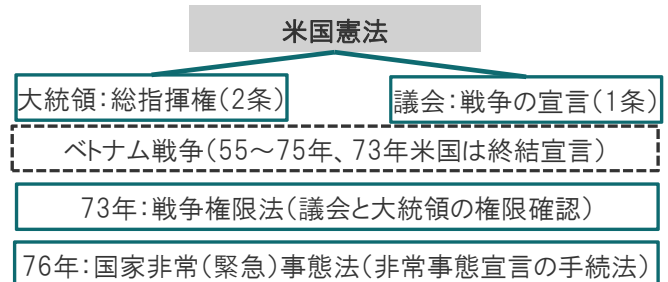 米国憲法
大統領：総指揮権（2条）
議会：戦争の宣言（1条）
ベトナム戦争（55～75年、73年米国は終結宣言）
73年：戦争権限法（議会と大統領の権限確認）
76年：国家非常（緊急）事態法（非常事態宣言の手続法）